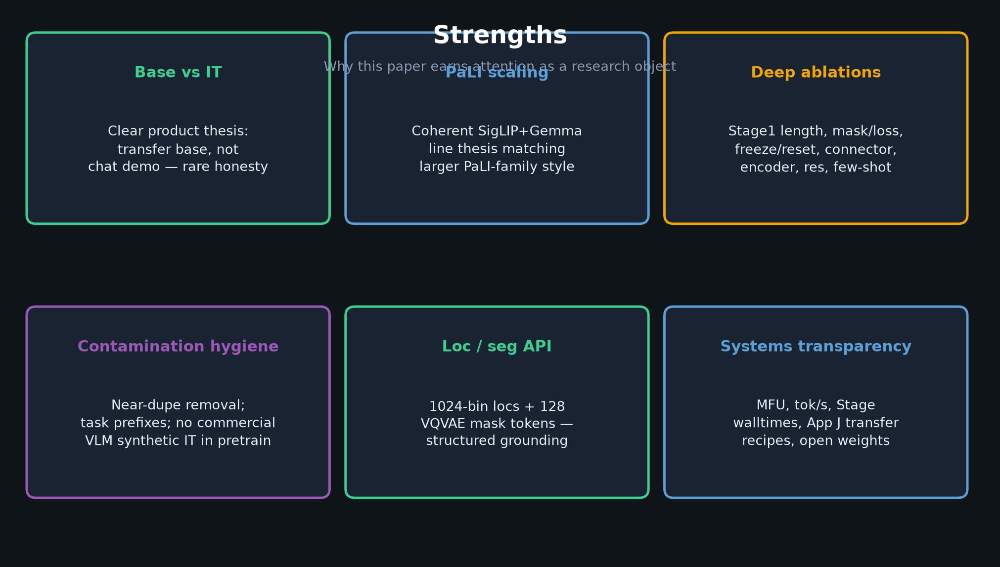 Strengths
Why this paper earns attention as a research object
Base vs IT
Clear product thesis:
transfer base, not
chat demo — rare honesty
PaLI scaling
Coherent SigLIP+Gemma
line thesis matching
larger PaLI-family style
Deep ablations
Stage1 length, mask/loss,
freeze/reset, connector,
encoder, res, few-shot
Contamination hygiene
Near-dupe removal;
task prefixes; no commercial
VLM synthetic IT in pretrain
Loc / seg API
1024-bin locs + 128
VQVAE mask tokens —
structured grounding
Systems transparency
MFU, tok/s, Stage
walltimes, App J transfer
recipes, open weights